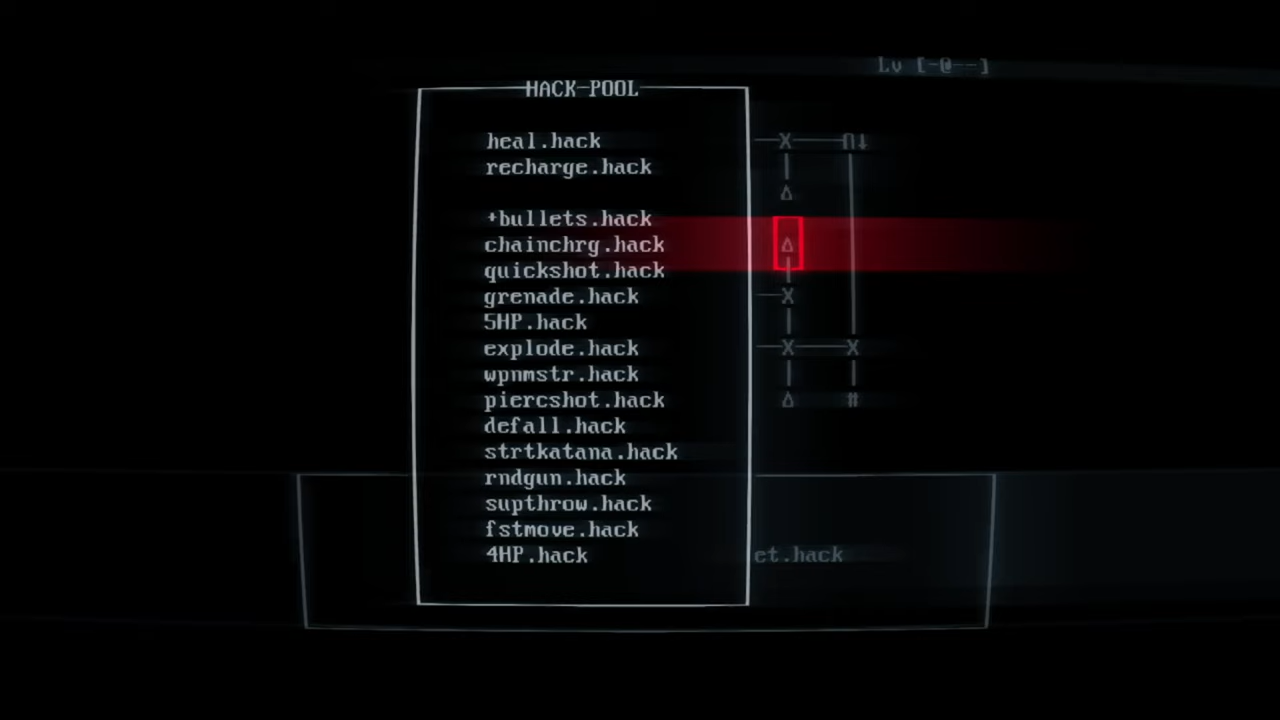 Lv [-@--]
HACK-POOL
heal.hack
recharge.hack
+bullets.hack
chainchrg.hack
quickshot.hack
grenade.hack
5HP.hack
explode.hack
wpnmstr.hack
piercshot.hack
defall.hack
strtkatana.hack
rndgun.hack
supthrow.hack
fstmove.hack
4HP.hack
et.hack